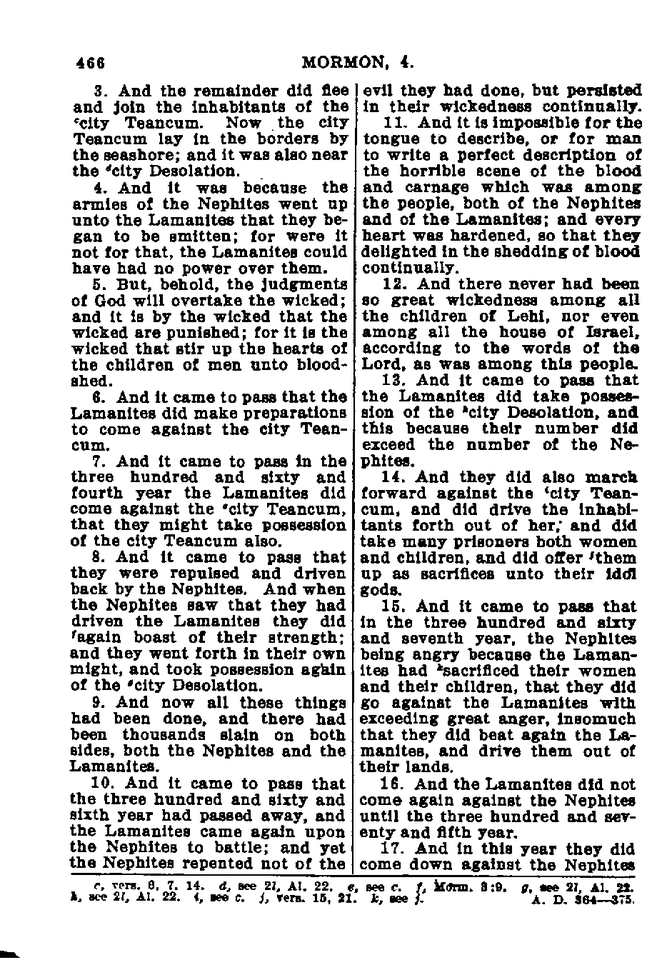 466
MORMON, 4.
3. And the remainder did flee
and join the inhabitants of the
ᶜcity Teancum. Now the city
Teancum lay in the borders by
the seashore; and it was also near
the ᵈcity Desolation.
4. And it was because the
armies of the Nephites went up
unto the Lamanites that they be-
gan to be smitten; for were it
not for that, the Lamanites could
have had no power over them.
5. But, behold, the judgments
of God will overtake the wicked;
and it is by the wicked that the
wicked are punished; for it is the
wicked that stir up the hearts of
the children of men unto blood-
shed.
6. And it came to pass that the
Lamanites did make preparations
to come against the city Tean-
cum.
7. And it came to pass in the
three hundred and sixty and
fourth year the Lamanites did
come against the ᵉcity Teancum,
that they might take possession
of the city Teancum also.
8. And it came to pass that
they were repulsed and driven
back by the Nephites. And when
the Nephites saw that they had
driven the Lamanites they did
ᶠagain boast of their strength;
and they went forth in their own
might, and took possession again
of the ᵍcity Desolation.
9. And now all these things
had been done, and there had
been thousands slain on both
sides, both the Nephites and the
Lamanites.
10. And it came to pass that
the three hundred and sixty and
sixth year had passed away, and
the Lamanites came again upon
the Nephites to battle; and yet
the Nephites repented not of the
evil they had done, but persisted
in their wickedness continually.
11. And it is impossible for the
tongue to describe, or for man
to write a perfect description of
the horrible scene of the blood
and carnage which was among
the people, both of the Nephites
and of the Lamanites; and every
heart was hardened, so that they
delighted in the shedding of blood
continually.
12. And there never had been
so great wickedness among all
the children of Lehi, nor even
among all the house of Israel,
according to the words of the
Lord, as was among this people.
13. And it came to pass that
the Lamanites did take posses-
sion of the ʰcity Desolation, and
this because their number did
exceed the number of the Ne-
phites.
14. And they did also march
forward against the ⁱcity Tean-
cum, and did drive the inhabi-
tants forth out of her, and did
take many prisoners both women
and children, and did offer ʲthem
up as sacrifices unto their idol
gods.
15. And it came to pass that
in the three hundred and sixty
and seventh year, the Nephites
being angry because the Laman-
ites had ᵏsacrificed their women
and their children, that they did
go against the Lamanites with
exceeding great anger, insomuch
that they did beat again the La-
manites, and drive them out of
their lands.
16. And the Lamanites did not
come again against the Nephites
until the three hundred and sev-
enty and fifth year.
17. And in this year they did
come down against the Nephites
c, vers. 6, 7. 14. d, see 2l, Al. 22. e, see c. f, Morm. 3:9. g, see 2l, Al. 22.
h, see 2l, Al. 22. i, see c. j, vers. 15, 21. k, see j. A. D. 364—375.